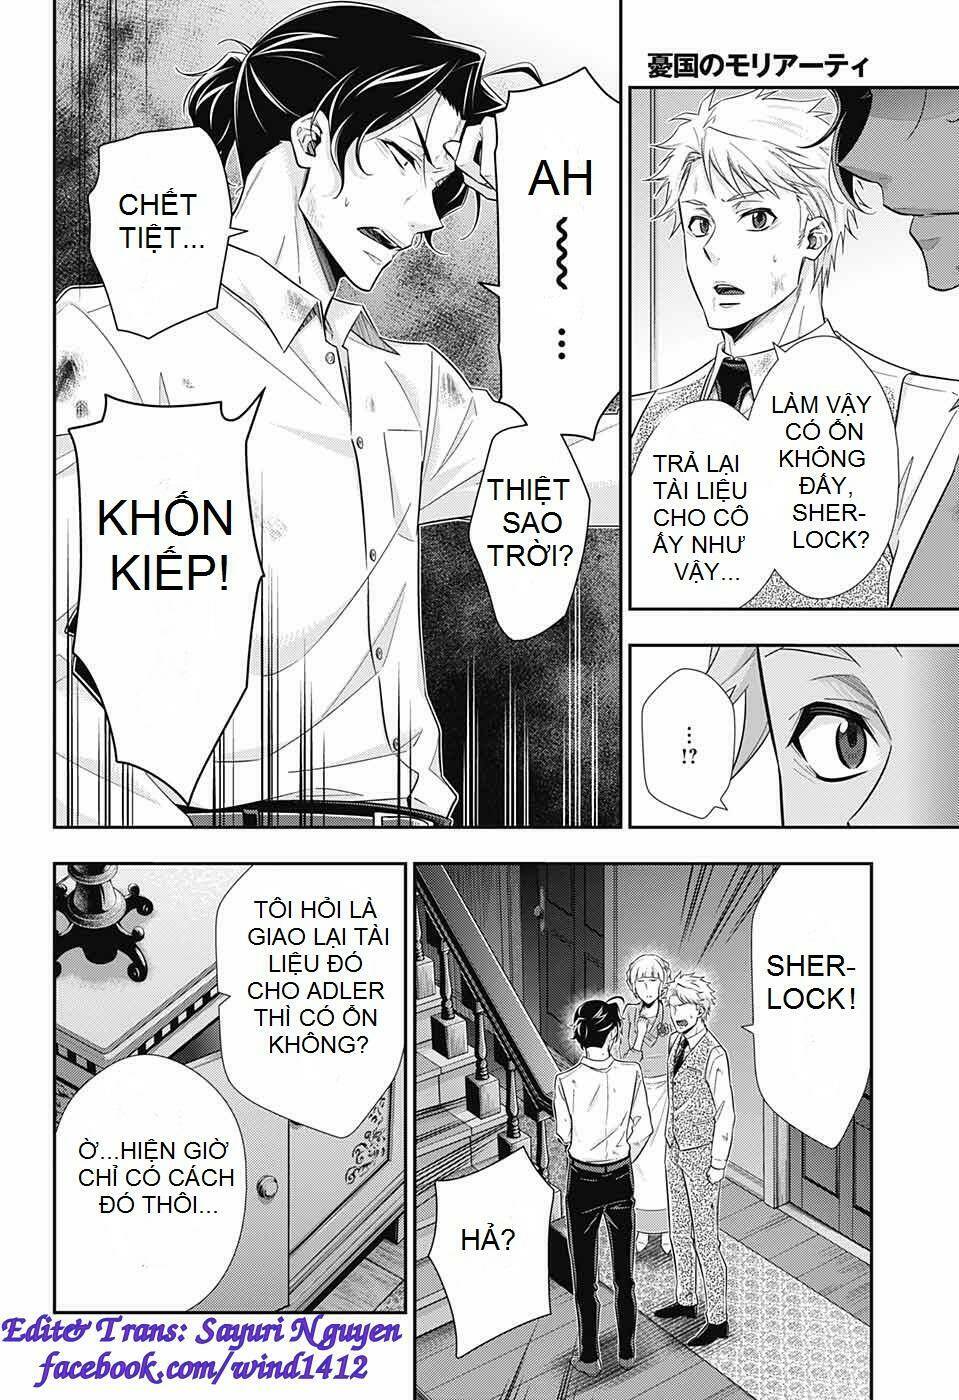 憂国のモリアーティ
LÀM VẬY
CÓ ỔN
KHÔNG
ĐẤY,
SHER-
LOCK?
TRẢ LẠI
TÀI LIỆU
CHO CÔ
ẤY NHƯ
VẬY...
...
!?
AH
...
THIỆT
SAO
TRỜI?
CHẾT
TIỆT...
KHỐN
KIẾP!
SHER-
LOCK!
HẢ?
TÔI HỎI LÀ
GIAO LẠI TÀI
LIỆU ĐÓ
CHO ADLER
THÌ CÓ ỔN
KHÔNG?
Ờ...HIỆN GIỜ
CHỈ CÓ CÁCH
ĐÓ THÔI...
Edit& Trans: Sayuri Nguyen
facebook.com/wind1412